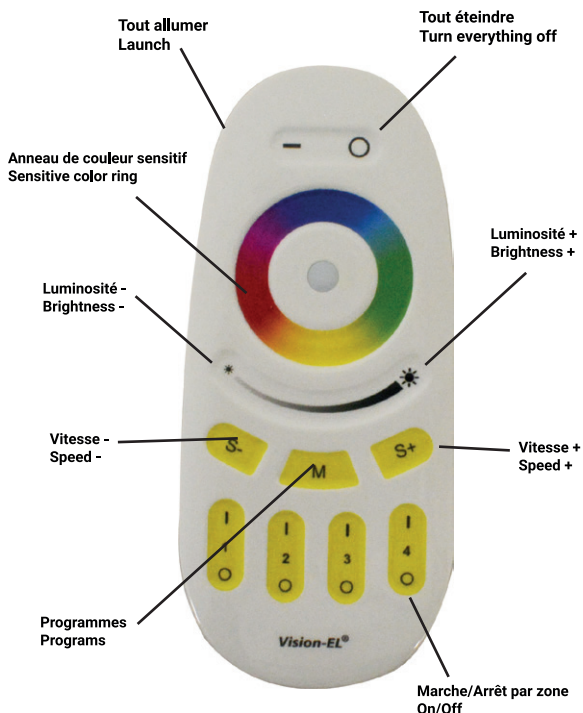 Tout allumer
Launch
Tout éteindre
Turn everything off
Anneau de couleur sensitif
Sensitive color ring
Luminosité +
Brightness +
Luminosité -
Brightness -
Vitesse -
Speed -
S-
M
S+
Vitesse +
Speed +
1
2
3
4
Programmes
Programs
Vision-EL®
Marche/Arrêt par zone
On/Off